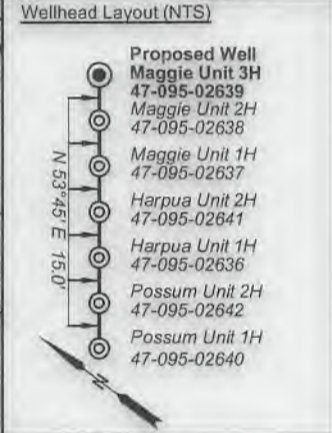 Wellhead Layout (NTS)
Proposed Well
Maggie Unit 3H
47-095-02639
Maggie Unit 2H
47-095-02638
Maggie Unit 1H
47-095-02637
Harpua Unit 2H
47-095-02641
Harpua Unit 1H
47-095-02636
Possum Unit 2H
47-095-02642
Possum Unit 1H
47-095-02640
N 53°45' E 15.0'
N